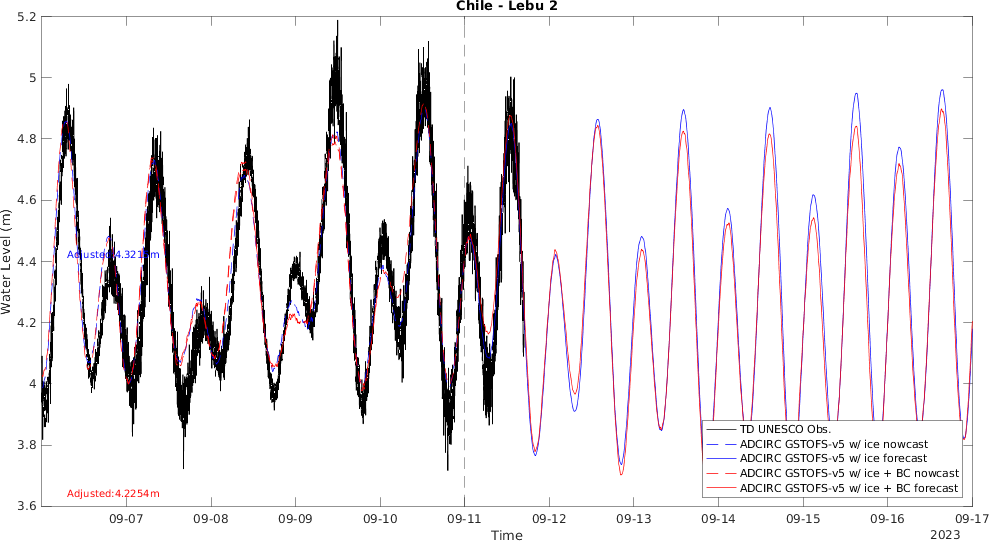 Chile - Lebu 2
5.2
5
4.8
4.6
4.4
4.2
4
3.8
3.6
Water Level (m)
Adjusted:4.321 m
Adjusted:4.2254m
TD UNESCO Obs.
ADCIRC GSTOFS-v5 w/ ice nowcast
ADCIRC GSTOFS-v5 w/ ice forecast
ADCIRC GSTOFS-v5 w/ ice + BC nowcast
ADCIRC GSTOFS-v5 w/ ice + BC forecast
09-07 09-08 09-09 09-10 09-11 09-12 09-13 09-14 09-15 09-16 09-17
Time
2023